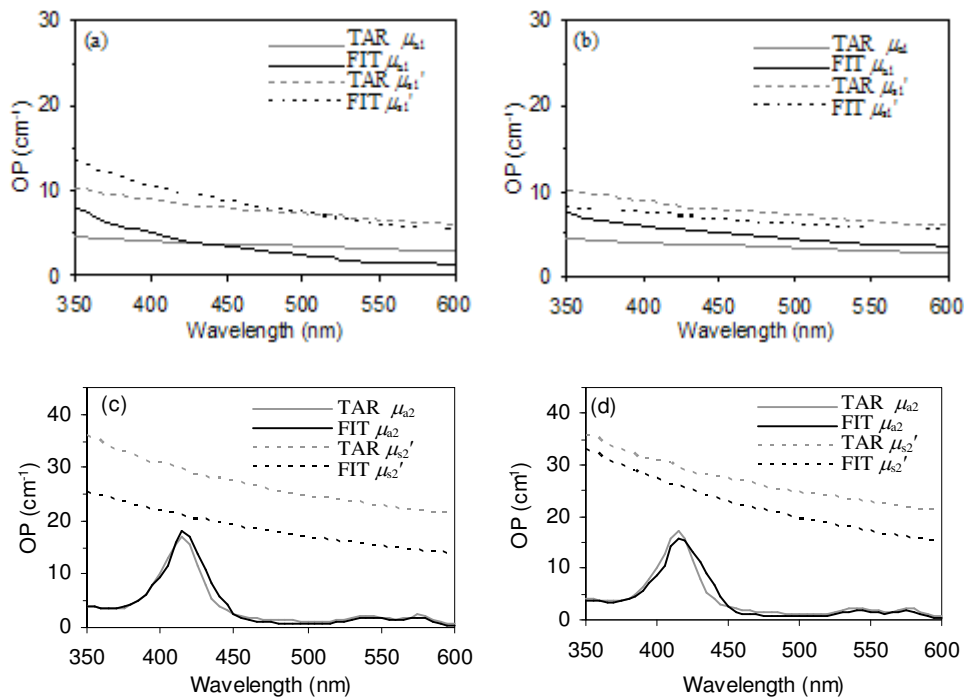 (a)
TAR μa1
FIT μa1
TAR μs1'
FIT μs1'
30
20
10
0
OP (cm-1)
350 400 450 500 550 600
Wavelength (nm)
(b)
TAR μa1
FIT μa1
TAR μs1'
FIT μs1'
30
20
10
0
OP (cm-1)
350 400 450 500 550 600
Wavelength (nm)
(c)
TAR μa2
FIT μa2
TAR μs2'
FIT μs2'
40
30
20
10
0
OP (cm-1)
350 400 450 500 550 600
Wavelength (nm)
(d)
TAR μa2
FIT μa2
TAR μs2'
FIT μs2'
40
30
20
10
0
OP (cm1)
350 400 450 500 550 600
Wavelength (nm)